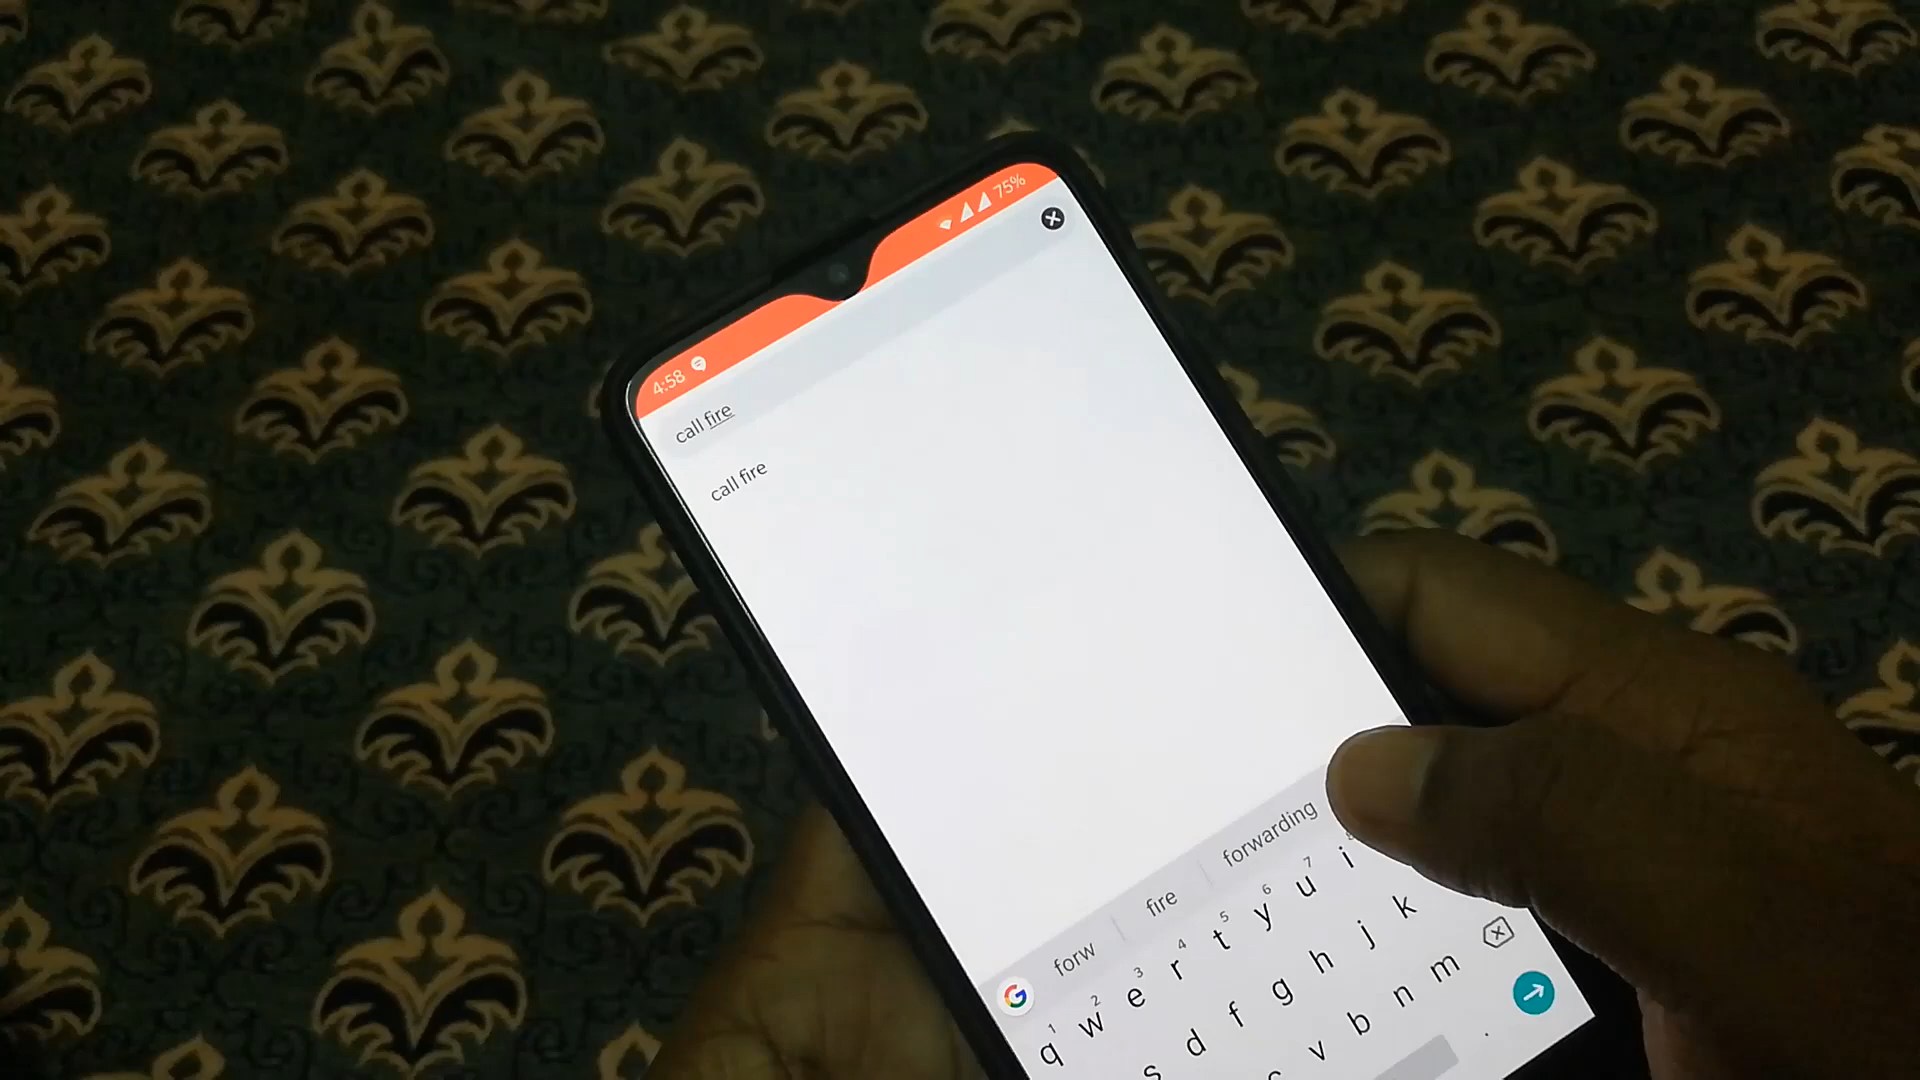 4:58 75%
call fire
call fire
forw fire forwarding
1 2 3 4 5 6 7
q w e r t y u i
s d f g h j k
c v b n m
.